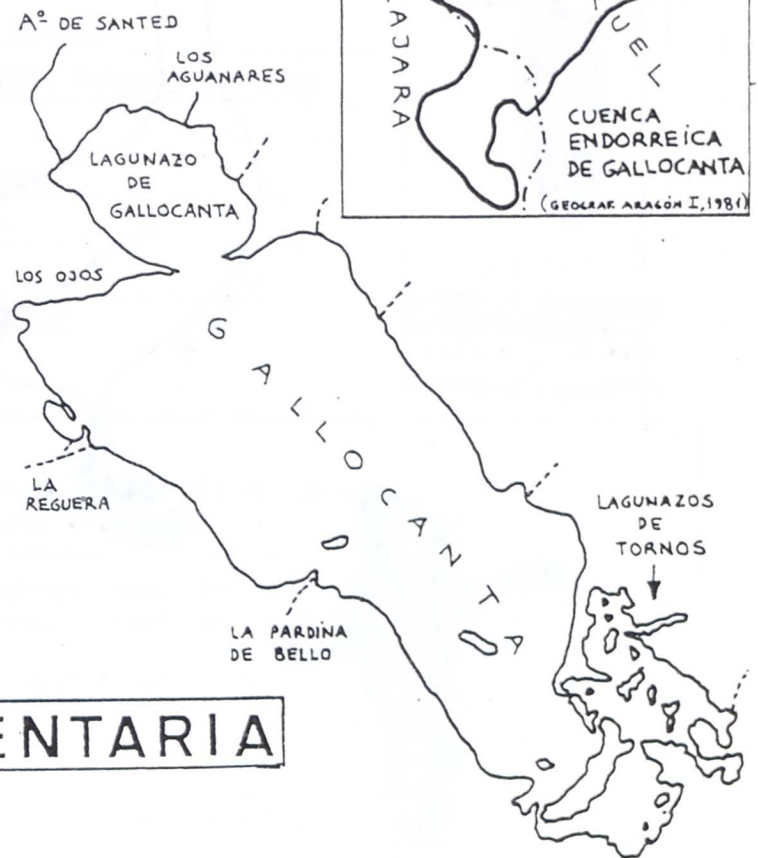 Aº DE SANTED
LOS
AGUANARES
LAGUNAZO
DE
GALLOCANTA
LOS OJOS
GALLOCANTA
LA
REGUERA
LA PARDINA
DE BELLO
LAGUNAZOS
DE
TORNOS
AJARA
UEL
CUENCA
ENDORREICA
DE GALLOCANTA
(GEOGRAF. ARAGÓN I, 1981)
ENTARIA